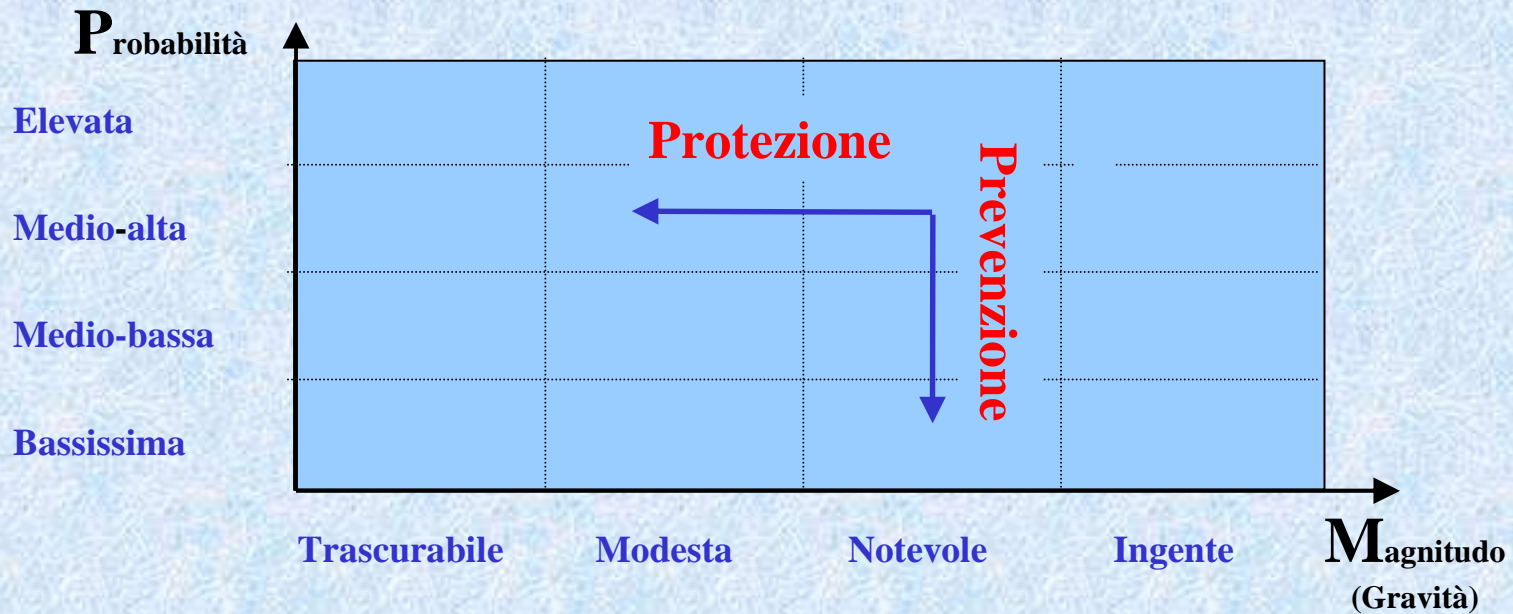 Probabilità
Elevata
Protezione
Prevenzione
Medio-alta
Medio-bassa
Bassissima
Trascurabile Modesta Notevole Ingente Magnitudo
(Gravità)